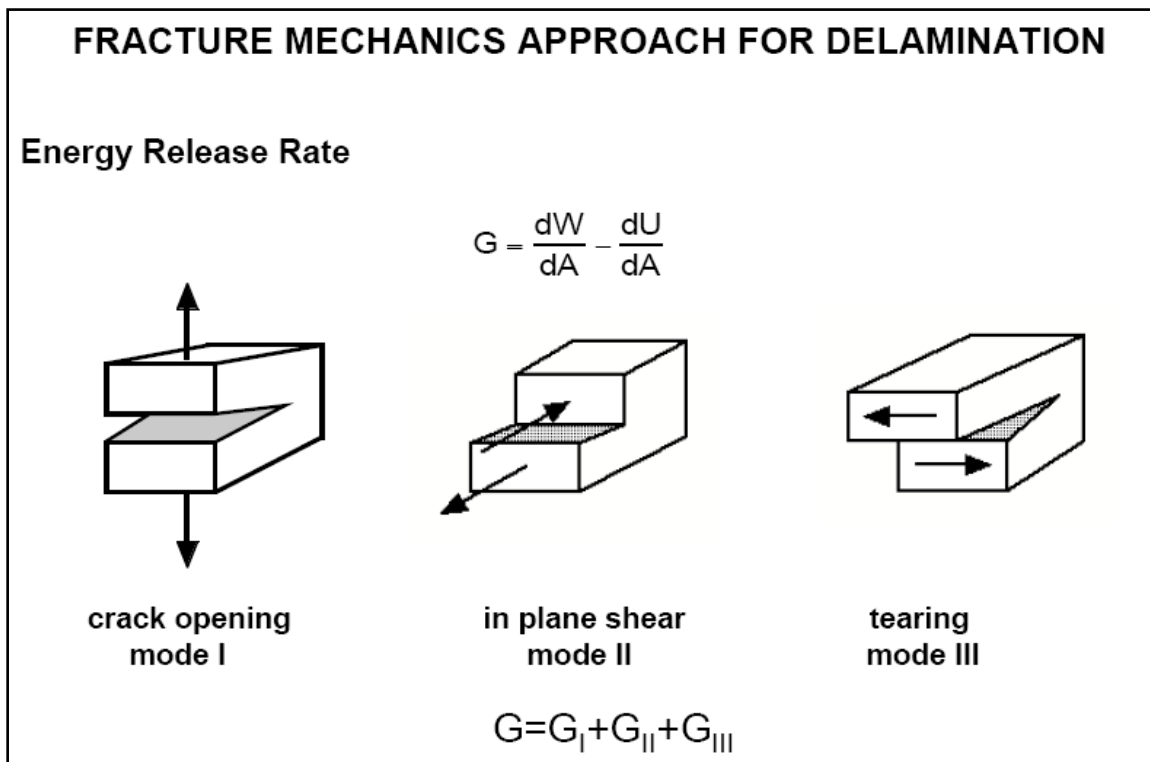 FRACTURE MECHANICS APPROACH FOR DELAMINATION
Energy Release Rate
G = dW/dA − dU/dA
crack opening
mode I
in plane shear
mode II
tearing
mode III
G=G_I+G_II+G_III